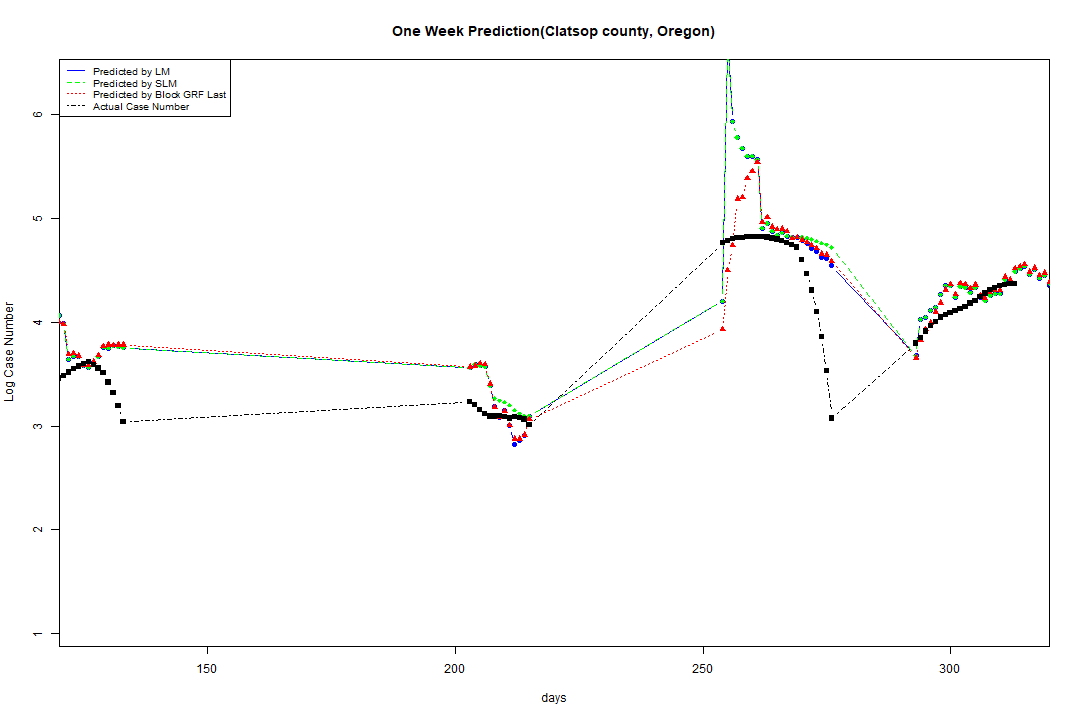 One Week Prediction(Clatsop county, Oregon)
Predicted by LM
Predicted by SLM
Predicted by Block GRF Last
Actual Case Number
6
5
4
3
2
1
Log Case Number
150 200 250 300
days